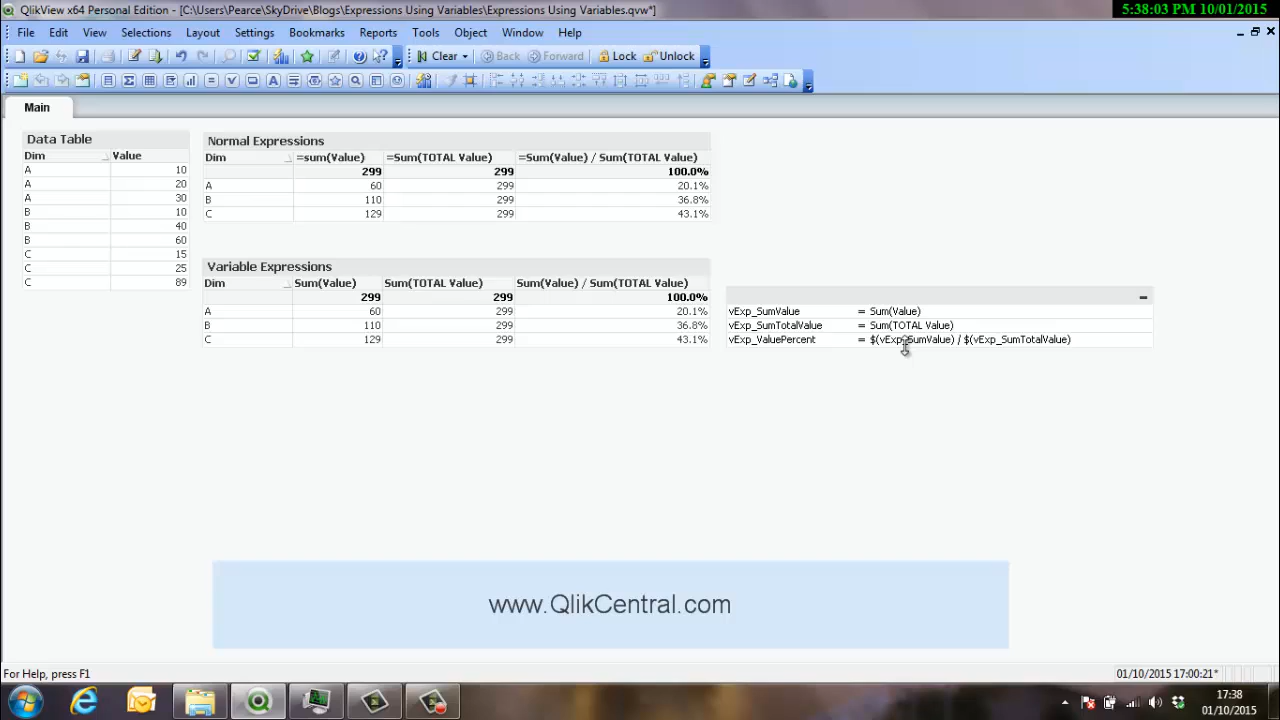 QlikView x64 Personal Edition - [C:\Users\Pearce\SkyDrive\Blogs\Expressions Using Variables\Expressions Using Variables.qvw*]
5:38:03 PM 10/01/2015
File Edit View Selections Layout Settings Bookmarks Reports Tools Object Window Help
Clear Back Forward Lock Unlock
Main
Data Table
Dim Value
A 10
A 20
A 30
B 10
B 40
B 60
C 15
C 25
C 89
Normal Expressions
Dim =sum(Value) =Sum(TOTAL Value) =Sum(Value) / Sum(TOTAL Value)
299 299 100.0%
A 60 299 20.1%
B 110 299 36.8%
C 129 299 43.1%
Variable Expressions
Dim Sum(Value) Sum(TOTAL Value) Sum(Value) / Sum(TOTAL Value)
299 299 100.0%
A 60 299 20.1%
B 110 299 36.8%
C 129 299 43.1%
vExp_SumValue = Sum(Value)
vExp_SumTotalValue = Sum(TOTAL Value)
vExp_ValuePercent = $(vExp_SumValue) / $(vExp_SumTotalValue)
www.QlikCentral.com
For Help, press F1
01/10/2015 17:00:21*
17:38
01/10/2015